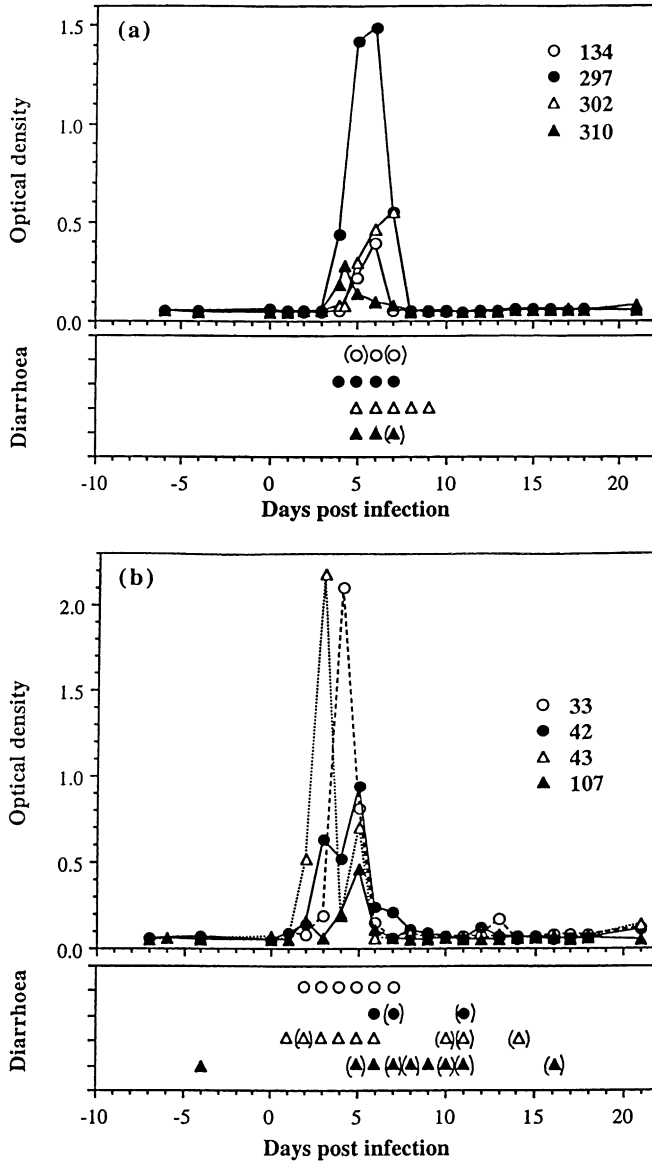 (a)
1.5
1.0
0.5
0.0
Optical density
134
297
302
310
Diarrhoea
-10 -5 0 5 10 15 20
Days post infection
(b)
2.0
1.5
1.0
0.5
0.0
Optical density
33
42
43
107
Diarrhoea
-10 -5 0 5 10 15 20
Days post infection